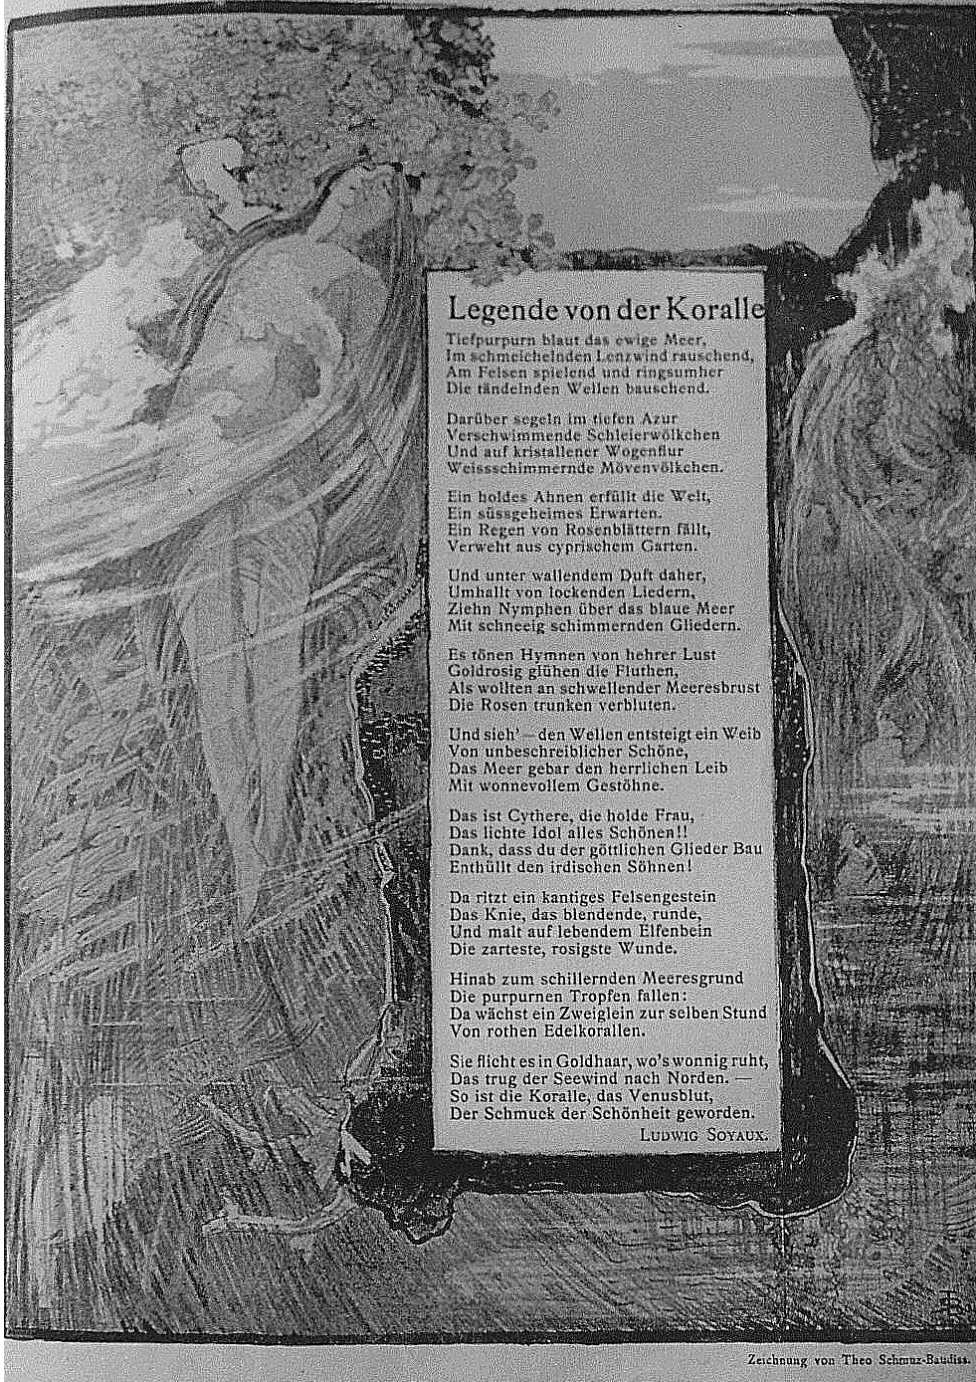 Legende von der Koralle
Tiefpurpurn blaut das ewige Meer,
Im schmeichelnden Lenzwind rauschend,
Am Felsen spielend und ringsumher
Die tändelnden Wellen bauschend.
Darüber segeln im tiefen Azur
Verschwimmende Schleierwölkchen
Und auf kristallener Wogenflur
Weissschimmernde Mövenvölkchen.
Ein holdes Ahnen erfüllt die Welt,
Ein süssgeheimes Erwarten.
Ein Regen von Rosenblättern fällt,
Verweht aus cyprischem Garten.
Und unter wallendem Duft daher,
Umhallt von lockenden Liedern,
Ziehn Nymphen über das blaue Meer
Mit schneeig schimmernden Gliedern.
Es tönen Hymnen von hehrer Lust
Goldrosig glühen die Fluthen,
Als wollten an schwellender Meeresbrust
Die Rosen trunken verbluten.
Und sieh' — den Wellen entsteigt ein Weib
Von unbeschreiblicher Schöne,
Das Meer gebar den herrlichen Leib
Mit wonnevollem Gestöhne.
Das ist Cythere, die holde Frau,
Das lichte Idol alles Schönen!!
Dank, dass du der göttlichen Glieder Bau
Enthüllt den irdischen Söhnen!
Da ritzt ein kantiges Felsengestein
Das Knie, das blendende, runde,
Und malt auf lebendem Elfenbein
Die zarteste, rosigste Wunde.
Hinab zum schillernden Meeresgrund
Die purpurnen Tropfen fallen:
Da wächst ein Zweiglein zur selben Stund
Von rothen Edelkorallen.
Sie flicht es in Goldhaar, wo's wonnig ruht,
Das trug der Seewind nach Norden. —
So ist die Koralle, das Venusblut,
Der Schmuck der Schönheit geworden.
LUDWIG SOYAUX.
Zeichnung von Theo Schmuz-Baudiss.